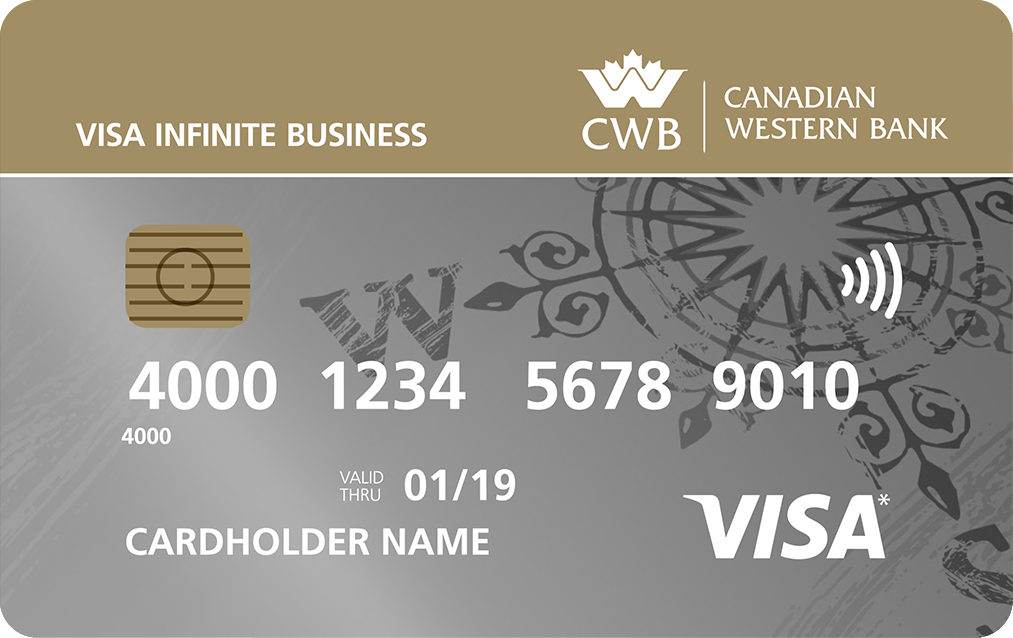 VISA INFINITE BUSINESS
CWB
CANADIAN
WESTERN BANK
W
4000 1234 5678 9010
4000
VALID
THRU
01/19
CARDHOLDER NAME
VISA*
S